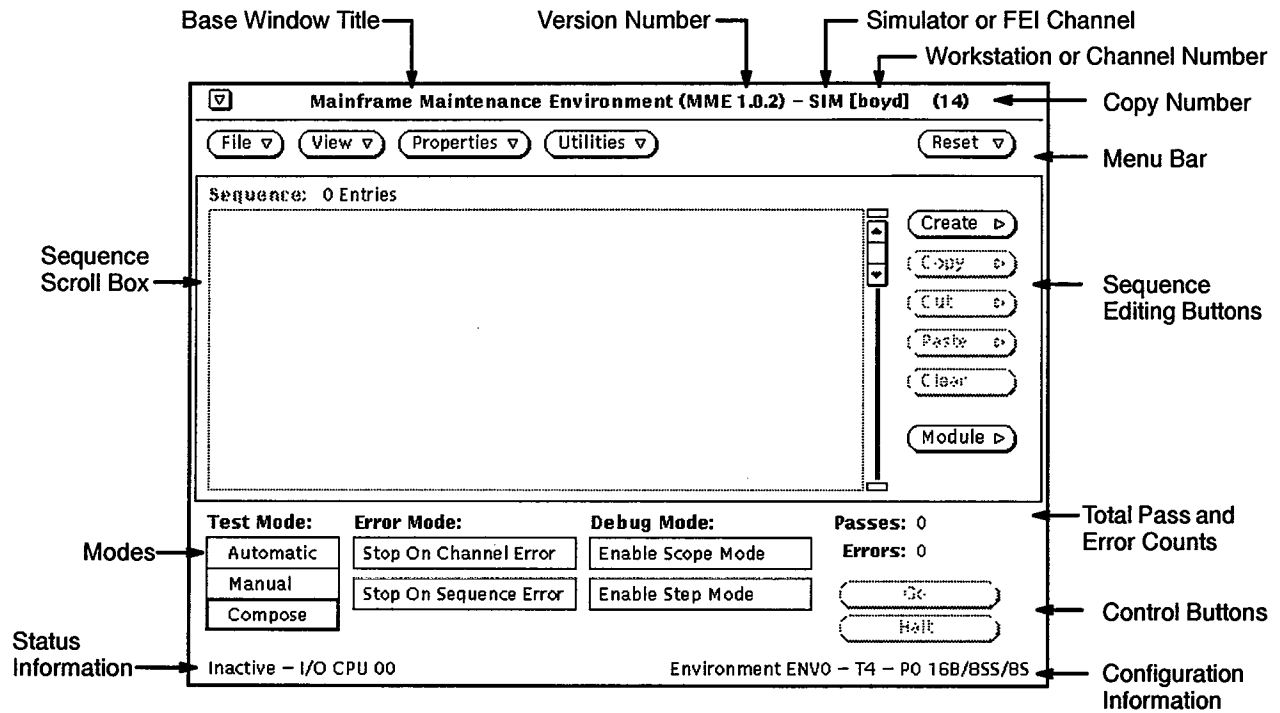 Base Window Title
Version Number
Simulator or FEI Channel
Workstation or Channel Number
Mainframe Maintenance Environment (MME 1.0.2) – SIM [boyd] (14)
Copy Number
File
View
Properties
Utilities
Reset
Menu Bar
Sequence: 0 Entries
Sequence
Scroll Box
Create
Copy
Cut
Paste
Clear
Module
Sequence
Editing Buttons
Test Mode:
Error Mode:
Debug Mode:
Passes: 0
Errors: 0
Total Pass and
Error Counts
Modes
Automatic
Manual
Compose
Stop On Channel Error
Stop On Sequence Error
Enable Scope Mode
Enable Step Mode
Go
Halt
Control Buttons
Status
Information
Inactive – I/O CPU 00
Environment ENV0 – T4 – P0 16B/8SS/BS
Configuration
Information